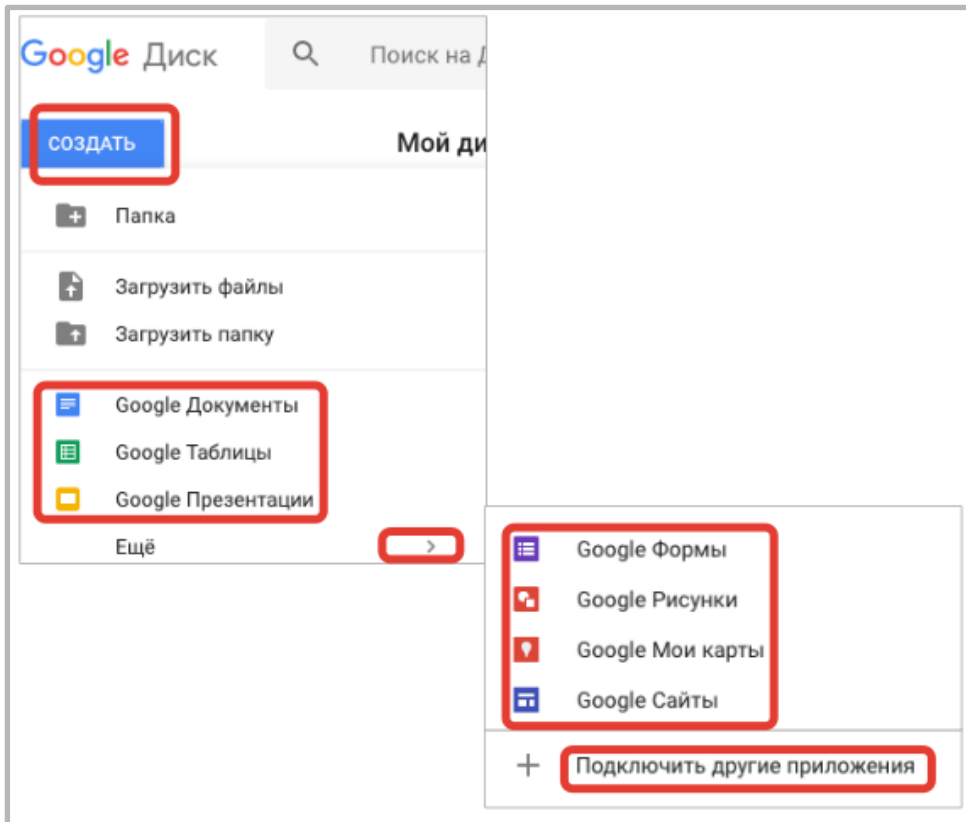 Google Диск
Поиск на Д
СОЗДАТЬ
Мой ди
Папка
Загрузить файлы
Загрузить папку
Google Документы
Google Таблицы
Google Презентации
Ещё
Google Формы
Google Рисунки
Google Мои карты
Google Сайты
Подключить другие приложения